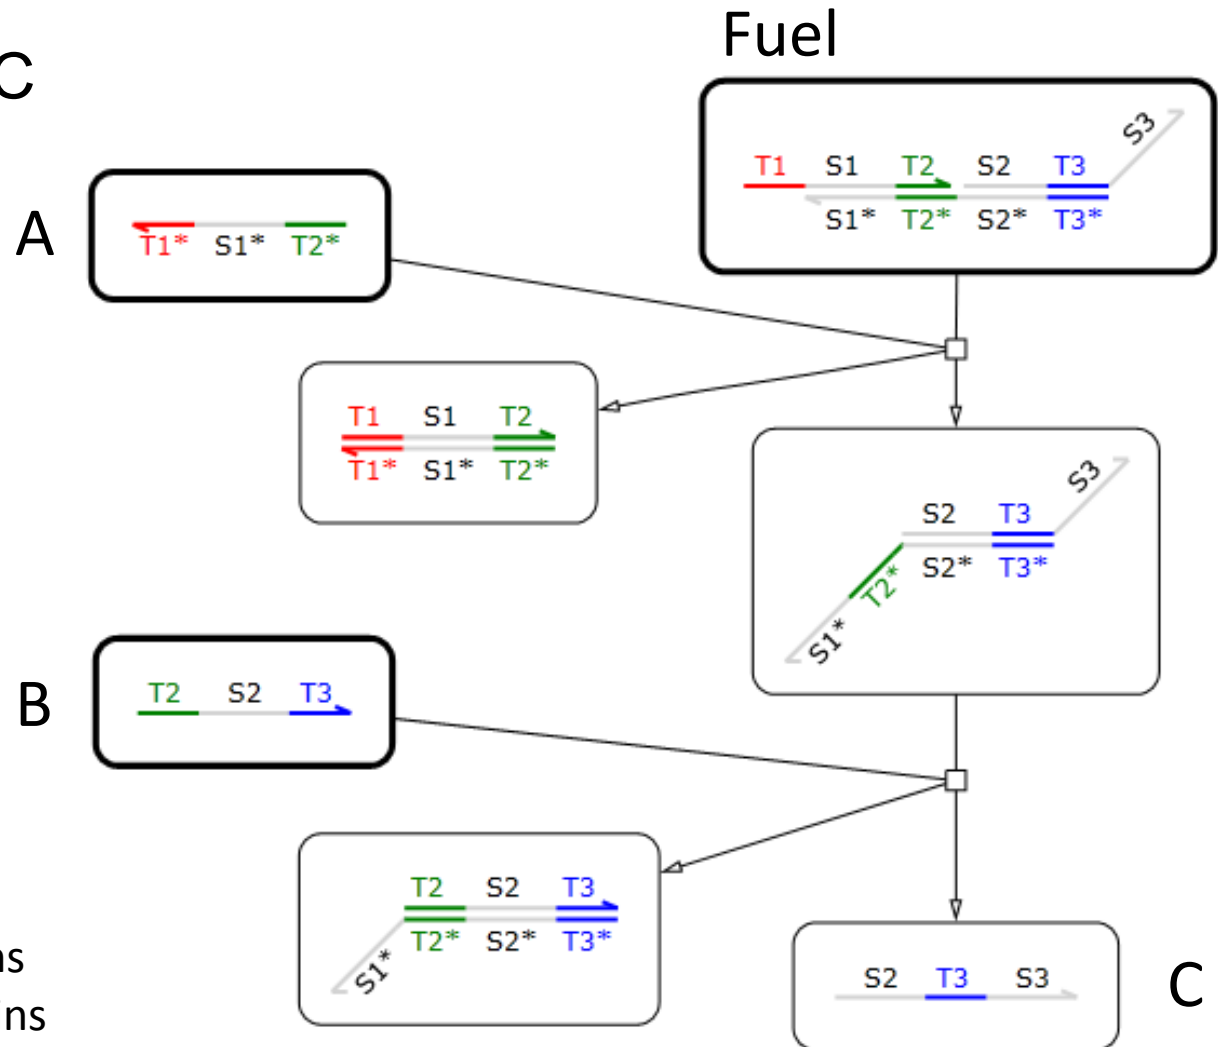 Fuel
C
T1 S1 T2 S2 T3 S3
S1* T2* S2* T3*
A
T1* S1* T2*
T1 S1 T2
T1* S1* T2*
S2 T3 S3
S1* T2* S2* T3*
B
T2 S2 T3
T2 S2 T3
S1* T2* S2* T3*
S2 T3 S3
C